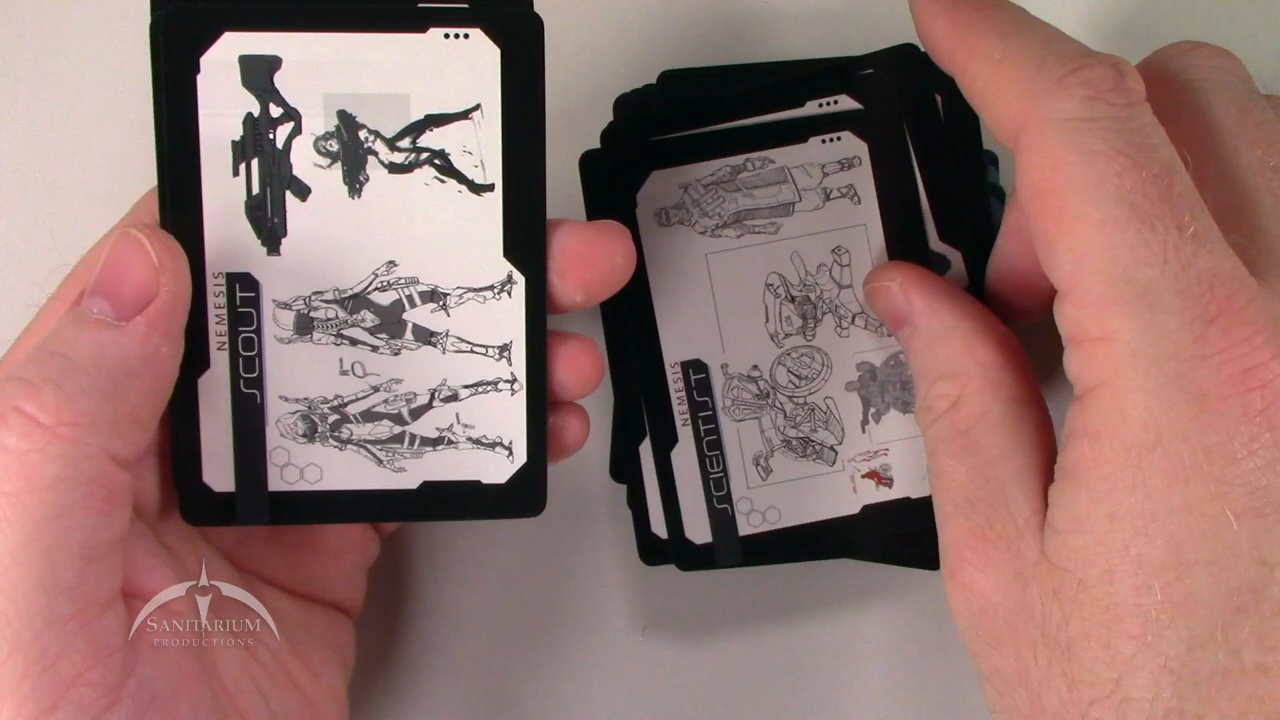 NEMESIS
SCOUT
NEMESIS
SCIENTIST
SANITARIUM
PRODUCTIONS